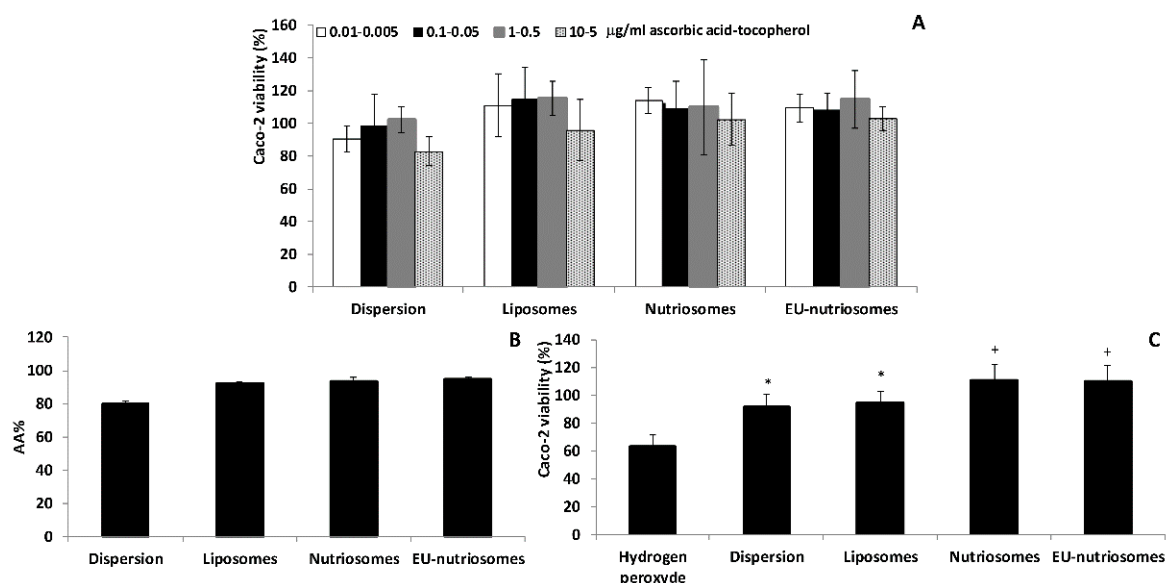 A
160
0.01-0.005 0.1-0.05 1-0.5 10-5 µg/ml ascorbic acid-tocopherol
140
120
100
80
60
40
20
0
Caco-2 viability (%)
Dispersion Liposomes Nutriosomes EU-nutriosomes
B
120
100
80
60
40
20
0
AA%
Dispersion Liposomes Nutriosomes EU-nutriosomes
C
140
120
100
80
60
40
20
0
Caco-2 viability (%)
* * + +
Hydrogen peroxyde Dispersion Liposomes Nutriosomes EU-nutriosomes